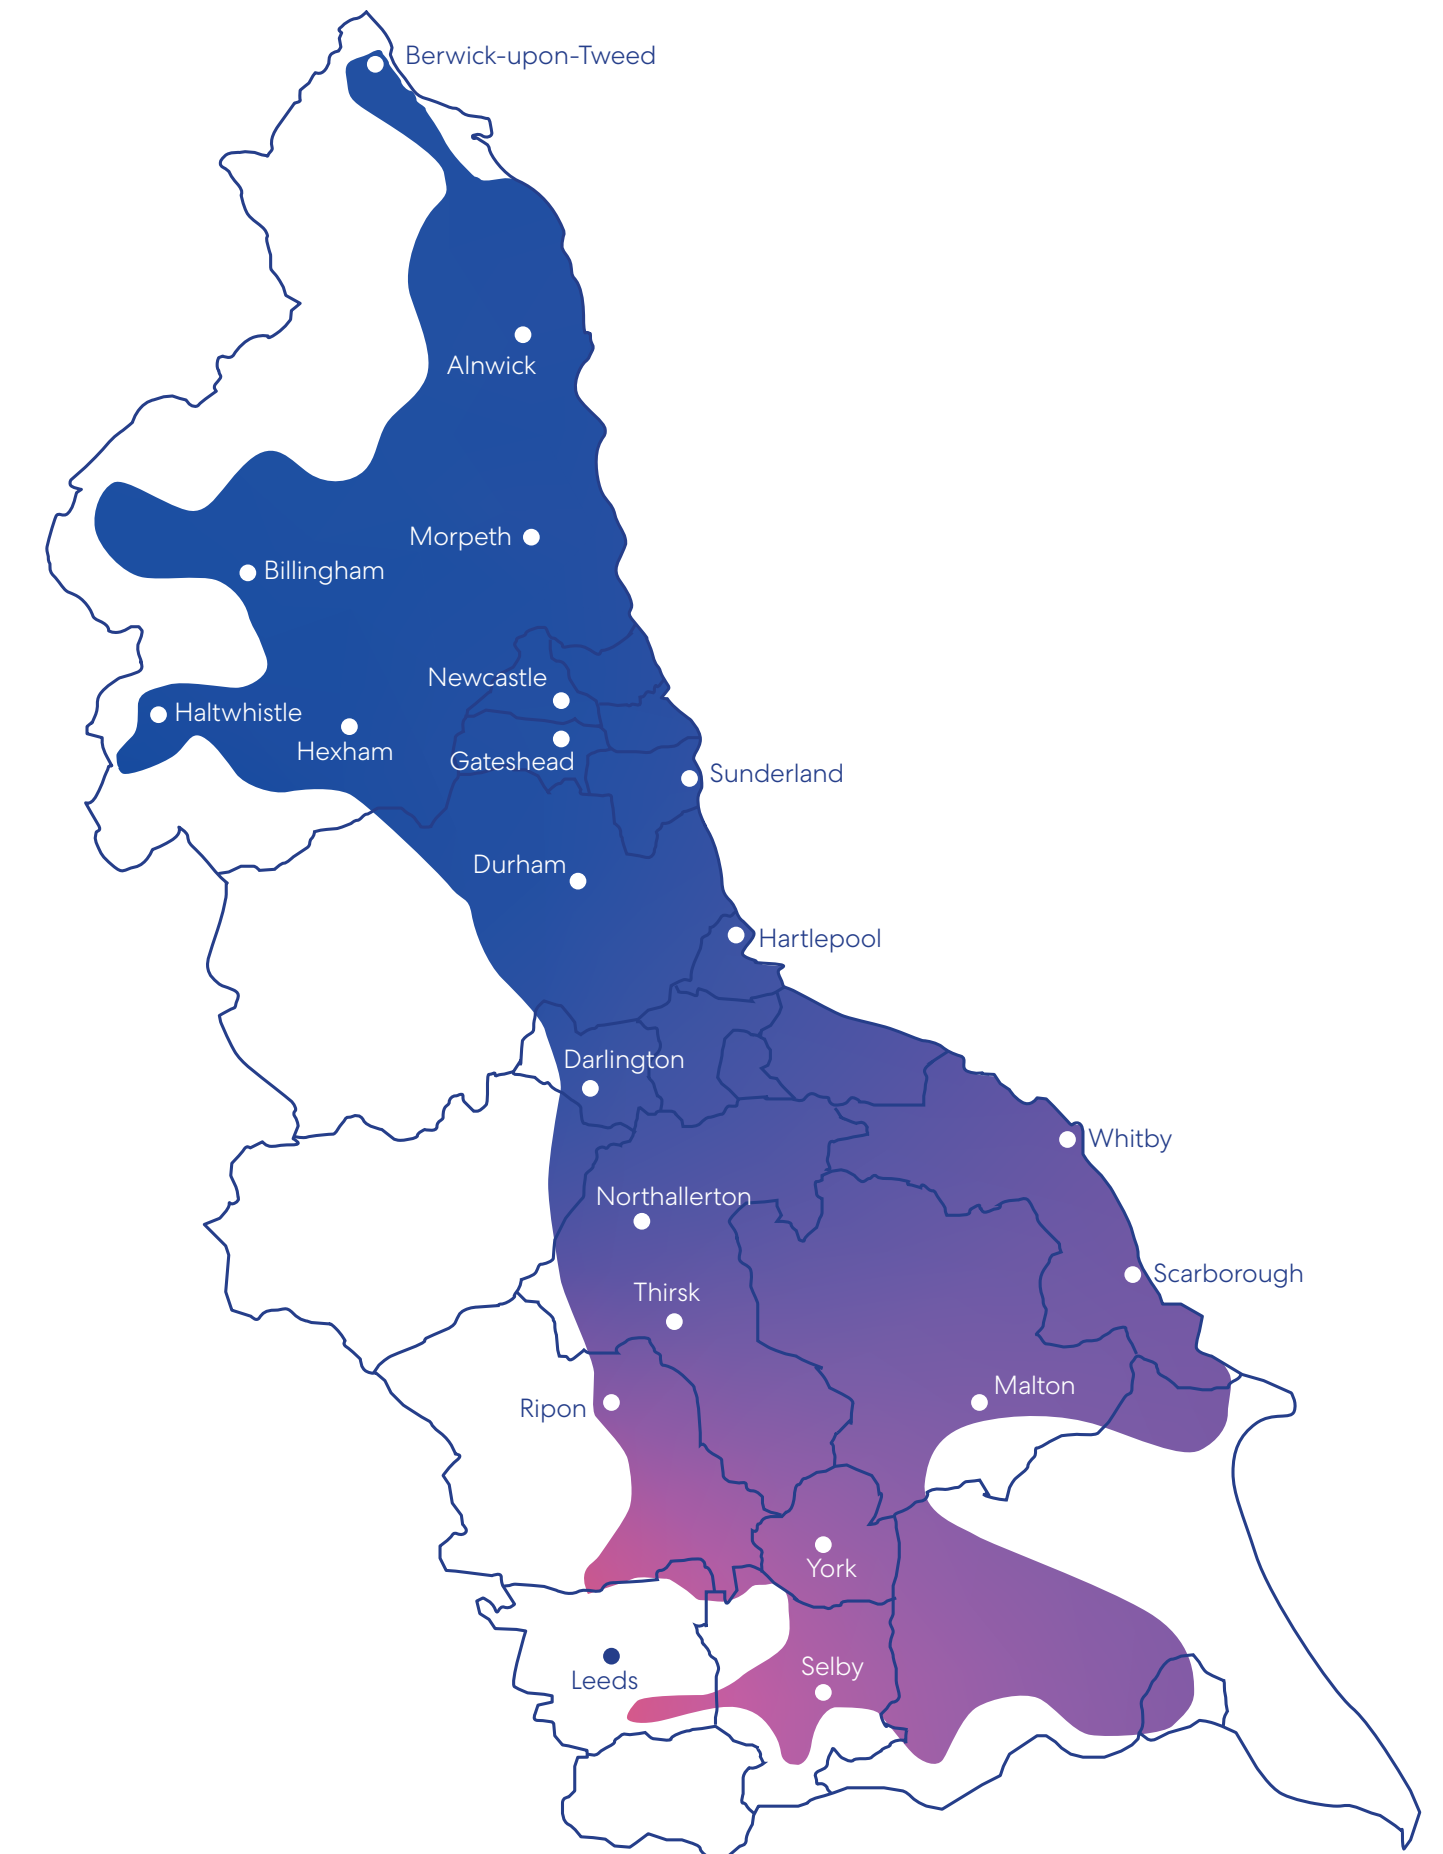 Berwick-upon-Tweed
Alnwick
Morpeth
Billingham
Newcastle
Haltwhistle
Hexham
Gateshead
Sunderland
Durham
Hartlepool
Darlington
Whitby
Northallerton
Scarborough
Thirsk
Malton
Ripon
York
Selby
Leeds